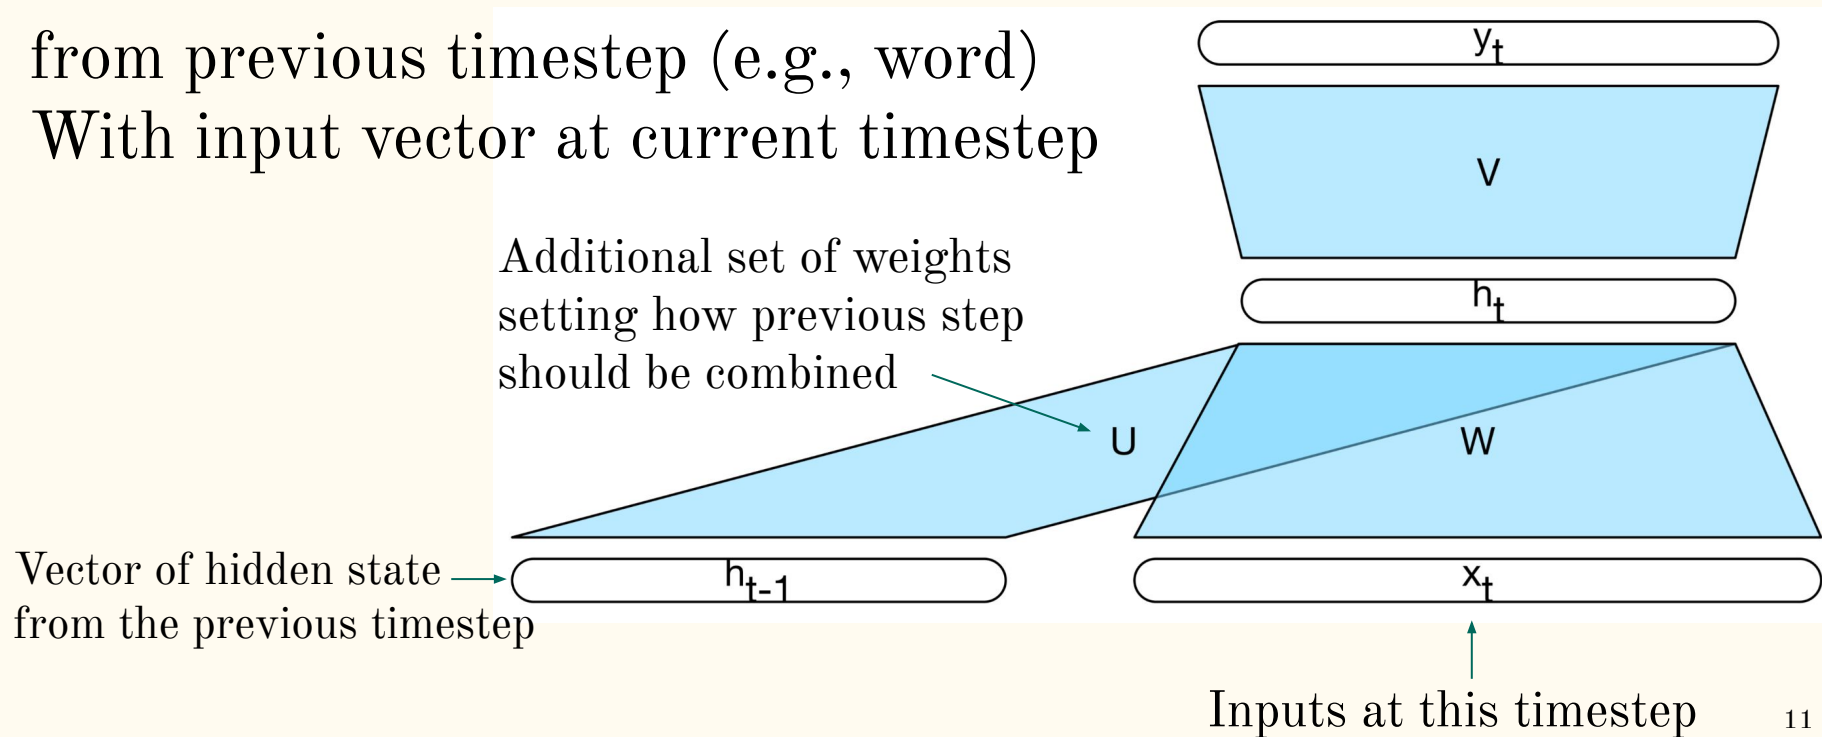 from previous timestep (e.g., word)
With input vector at current timestep
yt
V
Additional set of weights
setting how previous step
should be combined
ht
U
W
Vector of hidden state
from the previous timestep
ht-1
xt
Inputs at this timestep
11